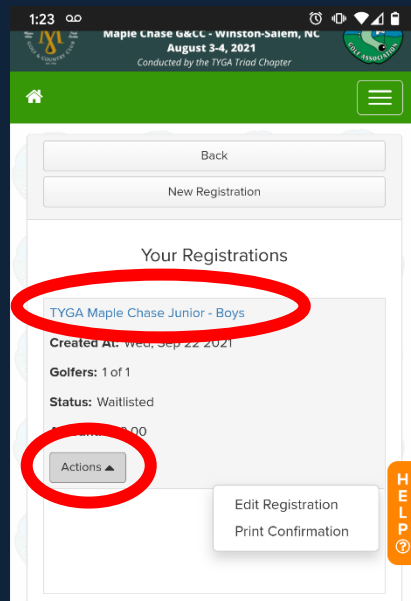 1:23
Maple Chase G&CC - Winston-Salem, NC
August 3-4, 2021
Conducted by the TYGA Triad Chapter
Back
New Registration
Your Registrations
TYGA Maple Chase Junior - Boys
Created At: Wed, Sep 22 2021
Golfers: 1 of 1
Status: Waitlisted
.00
Actions
Edit Registration
Print Confirmation
HELP